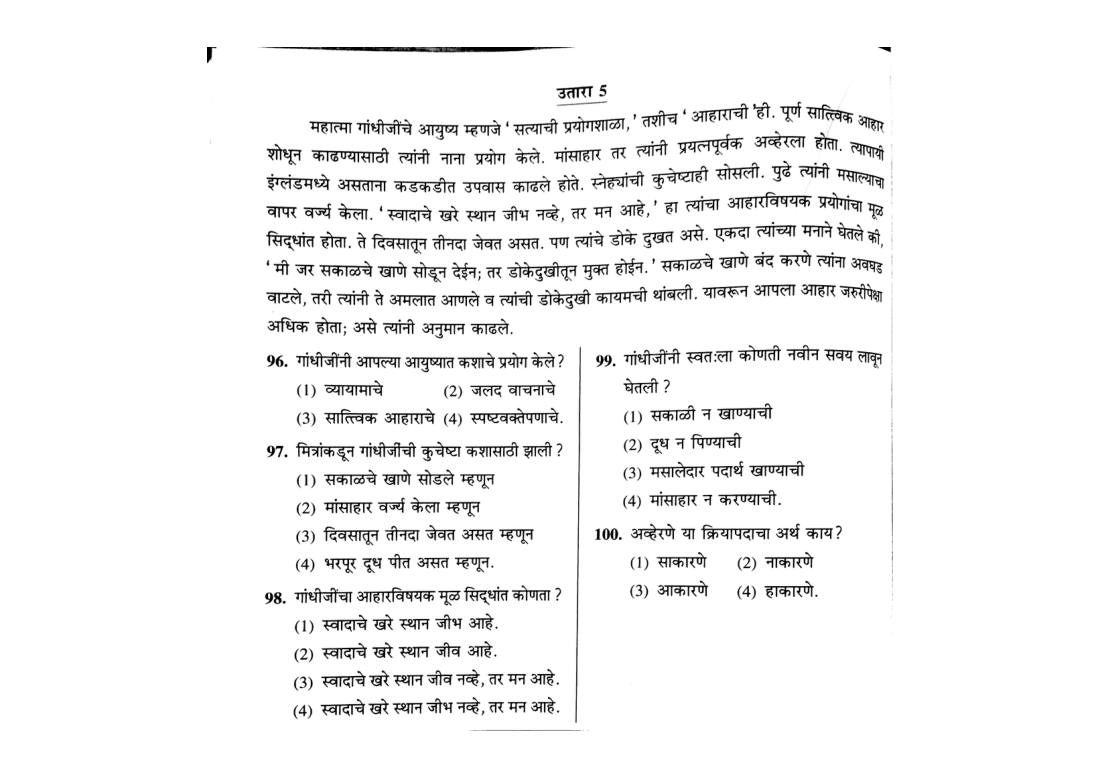 उतारा 5
महात्मा गांधीजींचे आयुष्य म्हणजे ' सत्याची प्रयोगशाळा, ' तशीच ' आहाराची 'ही. पूर्ण सात्त्विक आहार
शोधून काढण्यासाठी त्यांनी नाना प्रयोग केले. मांसाहार तर त्यांनी प्रयत्नपूर्वक अव्हेरला होता. त्यापायी
इंग्लंडमध्ये असताना कडकडीत उपवास काढले होते. स्नेह्यांची कुचेष्टाही सोसली. पुढे त्यांनी मसाल्याचा
वापर वर्ज्य केला. ' स्वादाचे खरे स्थान जीभ नव्हे, तर मन आहे, ' हा त्यांचा आहारविषयक प्रयोगांचा मूळ
सिद्धांत होता. ते दिवसातून तीनदा जेवत असत. पण त्यांचे डोके दुखत असे. एकदा त्यांच्या मनाने घेतले की,
' मी जर सकाळचे खाणे सोडून देईन; तर डोकेदुखीतून मुक्त होईन. ' सकाळचे खाणे बंद करणे त्यांना अवघड
वाटले, तरी त्यांनी ते अमलात आणले व त्यांची डोकेदुखी कायमची थांबली. यावरून आपला आहार जरुरीपेक्षा
अधिक होता; असे त्यांनी अनुमान काढले.
96. गांधीजींनी आपल्या आयुष्यात कशाचे प्रयोग केले ?
(1) व्यायामाचे (2) जलद वाचनाचे
(3) सात्त्विक आहाराचे (4) स्पष्टवक्तेपणाचे.
97. मित्रांकडून गांधीजींची कुचेष्टा कशासाठी झाली ?
(1) सकाळचे खाणे सोडले म्हणून
(2) मांसाहार वर्ज्य केला म्हणून
(3) दिवसातून तीनदा जेवत असत म्हणून
(4) भरपूर दूध पीत असत म्हणून.
98. गांधीजींचा आहारविषयक मूळ सिद्धांत कोणता ?
(1) स्वादाचे खरे स्थान जीभ आहे.
(2) स्वादाचे खरे स्थान जीव आहे.
(3) स्वादाचे खरे स्थान जीव नव्हे, तर मन आहे.
(4) स्वादाचे खरे स्थान जीभ नव्हे, तर मन आहे.
99. गांधीजींनी स्वत:ला कोणती नवीन सवय लावून
घेतली ?
(1) सकाळी न खाण्याची
(2) दूध न पिण्याची
(3) मसालेदार पदार्थ खाण्याची
(4) मांसाहार न करण्याची.
100. अव्हेरणे या क्रियापदाचा अर्थ काय ?
(1) साकारणे (2) नाकारणे
(3) आकारणे (4) हाकारणे.